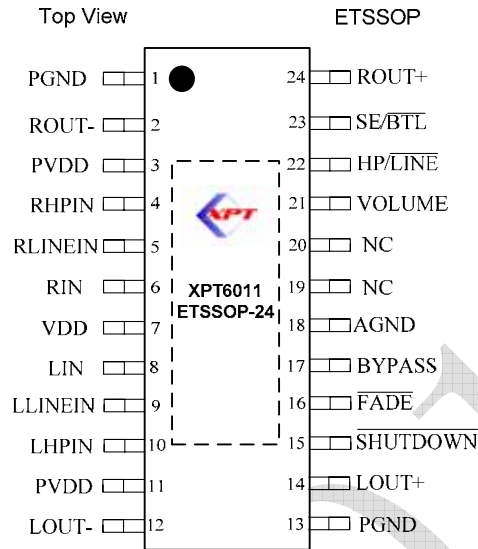 Top View ETSSOP
PGND 1 24 ROUT+
ROUT- 2 23 SE/BTL
PVDD 3 22 HP/LINE
RHPIN 4 21 VOLUME
XPT
RLINEIN 5 20 NC
RIN 6 19 NC
XPT6011
ETSSOP-24
VDD 7 18 AGND
LIN 8 17 BYPASS
LLINEIN 9 16 FADE
LHPIN 10 15 SHUTDOWN
PVDD 11 14 LOUT+
LOUT- 12 13 PGND